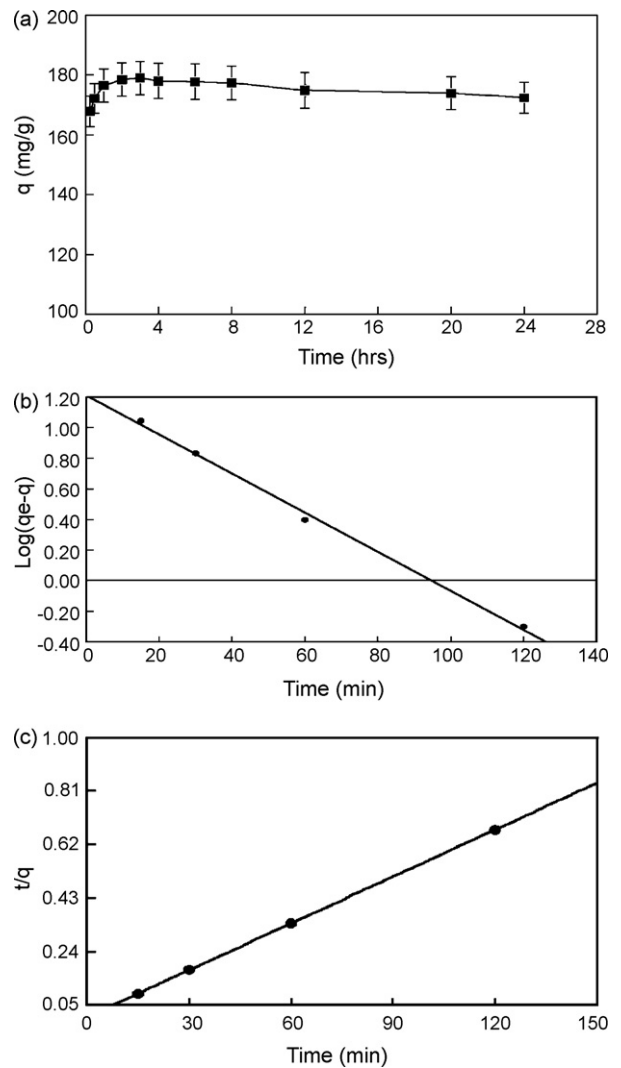 (a)
200
180
160
140
120
100
q (mg/g)
0 4 8 12 16 20 24 28
Time (hrs)
(b)
1.20
1.00
0.80
0.60
0.40
0.20
0.00
-0.20
-0.40
Log(qe-q)
0 20 40 60 80 100 120 140
Time (min)
(c)
1.00
0.81
0.62
0.43
0.24
0.05
t/q
0 30 60 90 120 150
Time (min)